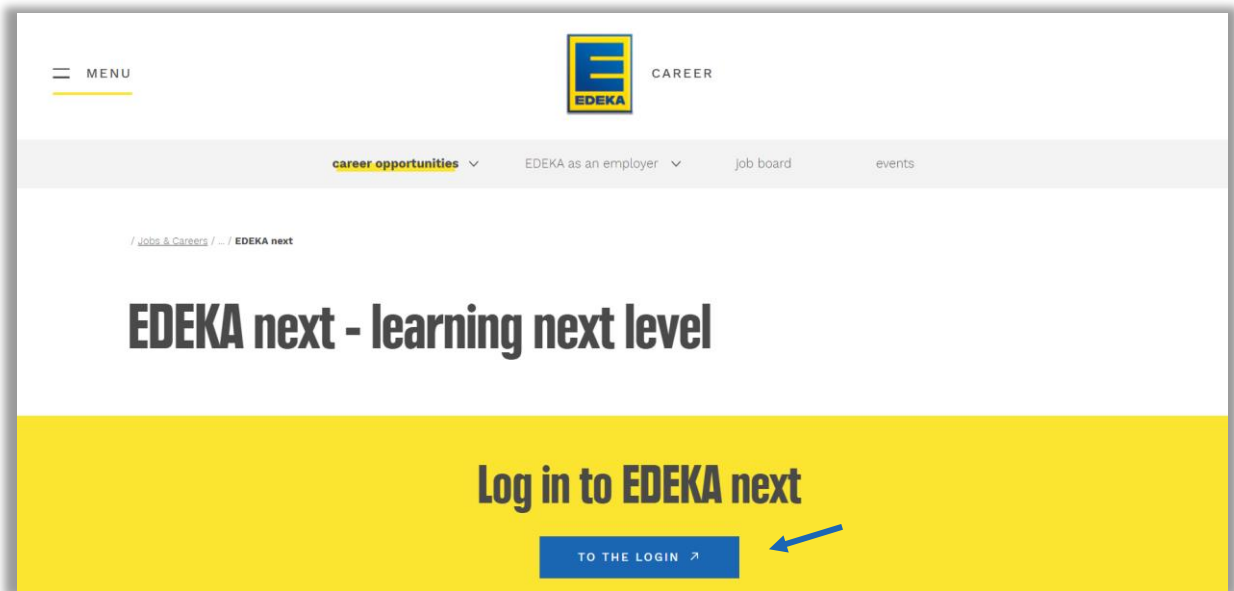 MENU
EDEKA
CAREER
career opportunities EDEKA as an employer job board events
/ Jobs & Careers / ... / EDEKA next
EDEKA next - learning next level
Log in to EDEKA next
TO THE LOGIN